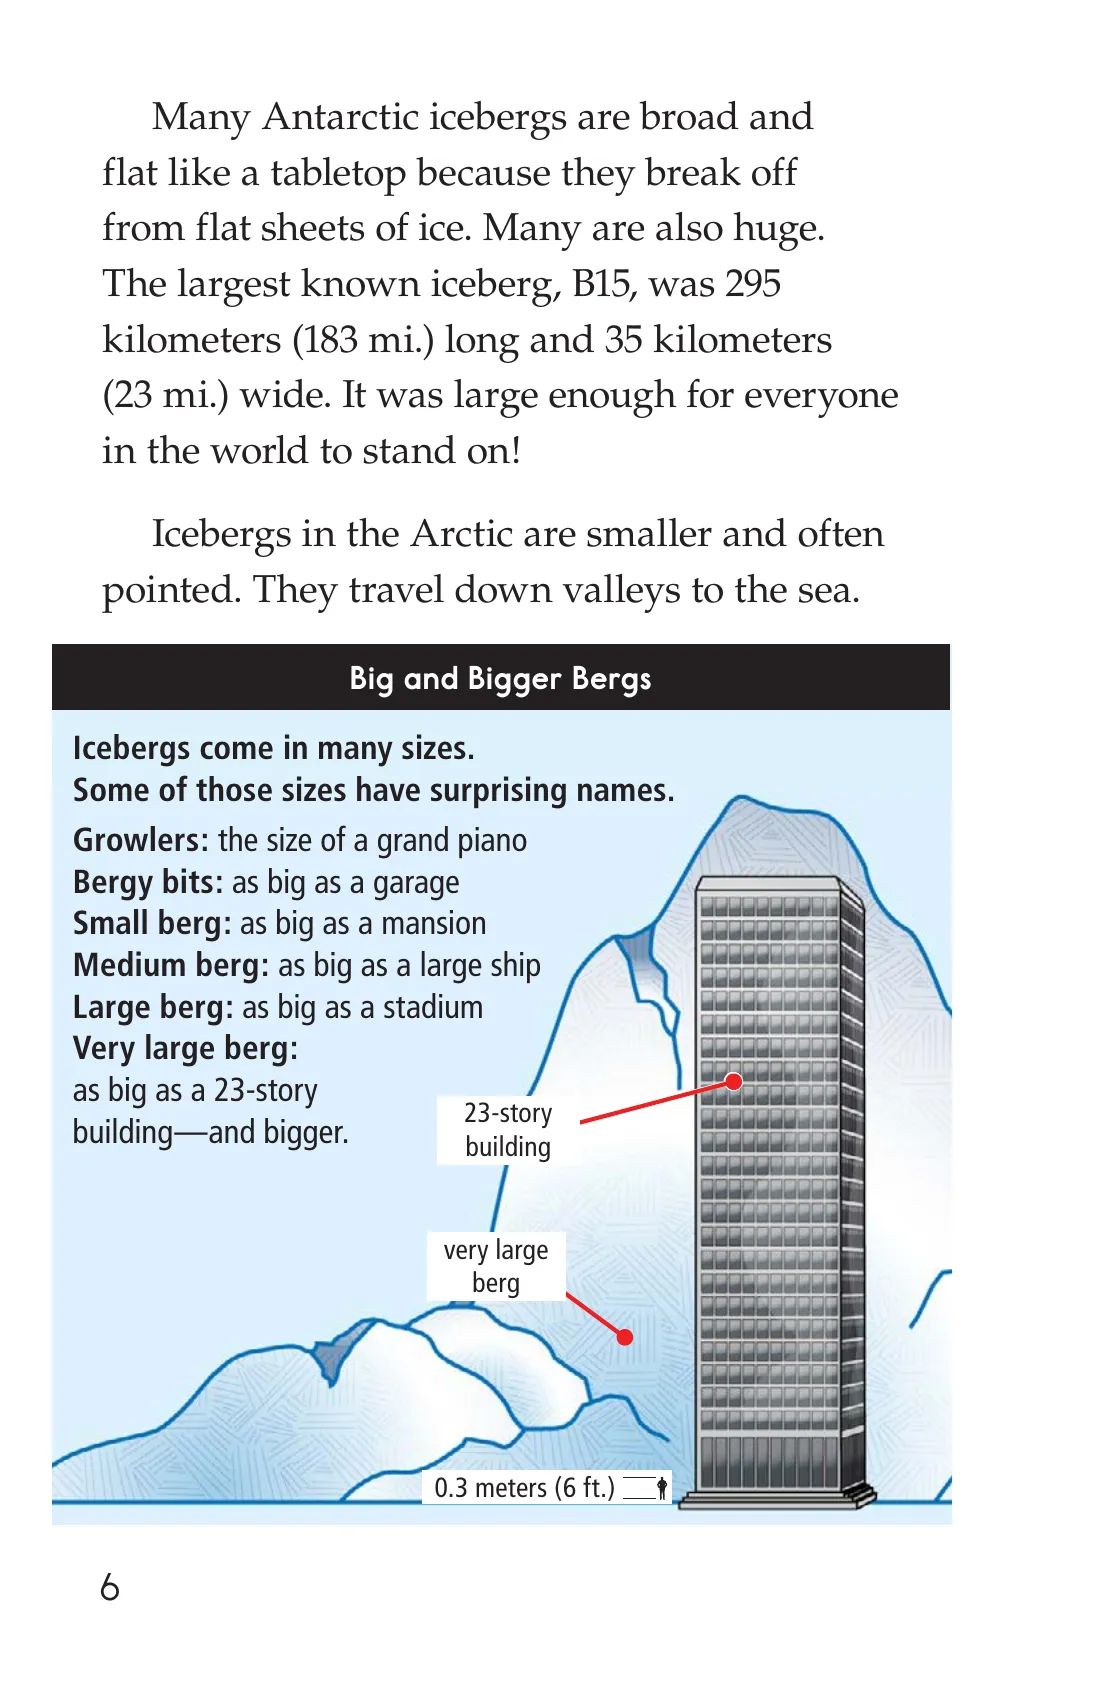 Many Antarctic icebergs are broad and
flat like a tabletop because they break off
from flat sheets of ice. Many are also huge.
The largest known iceberg, B15, was 295
kilometers (183 mi.) long and 35 kilometers
(23 mi.) wide. It was large enough for everyone
in the world to stand on!
Icebergs in the Arctic are smaller and often
pointed. They travel down valleys to the sea.
Big and Bigger Bergs
Icebergs come in many sizes.
Some of those sizes have surprising names.
Growlers: the size of a grand piano
Bergy bits: as big as a garage
Small berg: as big as a mansion
Medium berg: as big as a large ship
Large berg: as big as a stadium
Very large berg:
as big as a 23-story
building—and bigger.
23-story
building
very large
berg
0.3 meters (6 ft.)
6